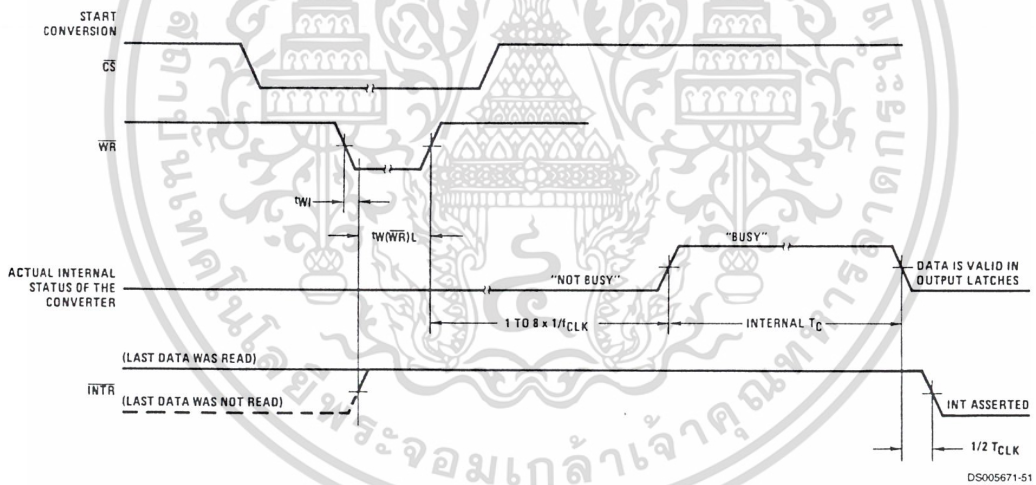 START
CONVERSION
CS
WR
tWI
tW(WR)L
ACTUAL INTERNAL
STATUS OF THE
CONVERTER
"NOT BUSY"
"BUSY"
DATA IS VALID IN
OUTPUT LATCHES
1 TO 8 x 1/fCLK
INTERNAL TC
(LAST DATA WAS READ)
INTR
(LAST DATA WAS NOT READ)
INT ASSERTED
1/2 TCLK
DS005671-51